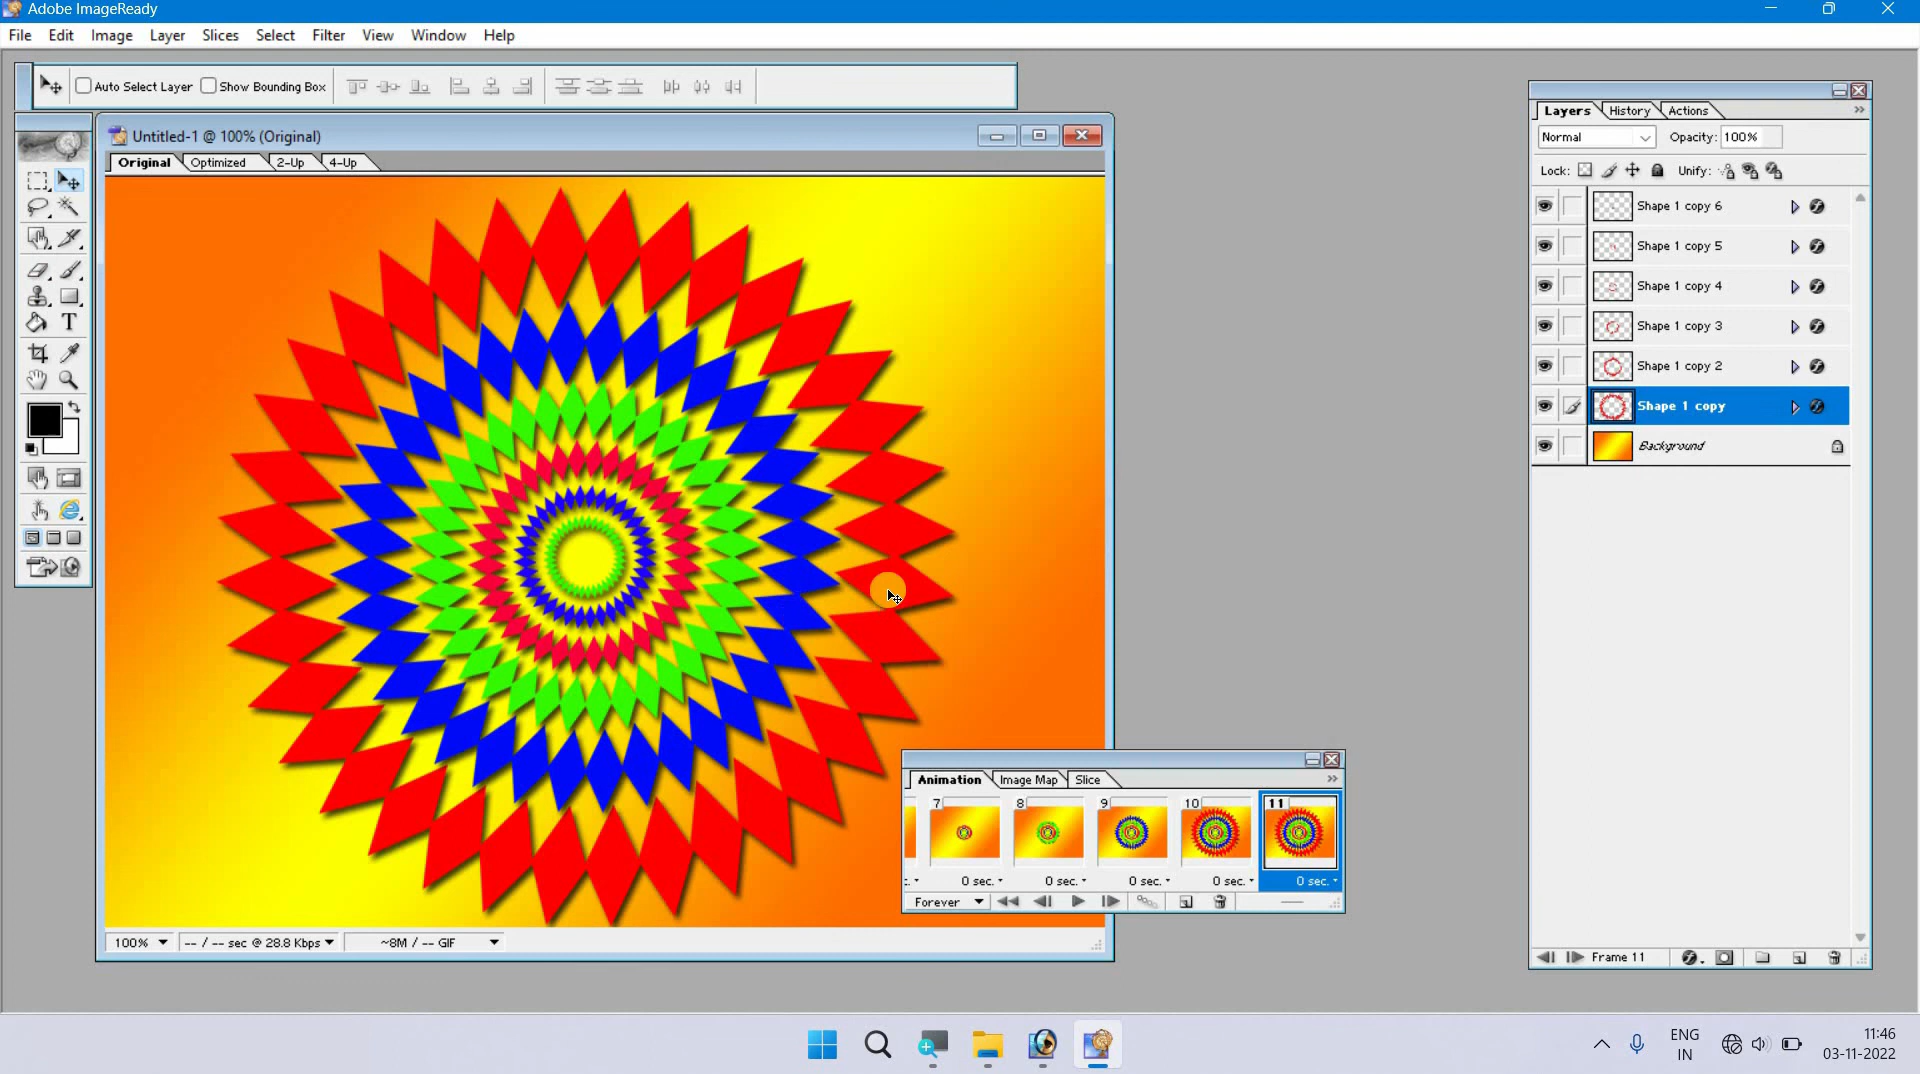 Adobe ImageReady
File Edit Image Layer Slices Select Filter View Window Help
Auto Select Layer Show Bounding Box
Untitled-1 @ 100% (Original)
Original Optimized 2-Up 4-Up
Layers History Actions
Normal Opacity: 100%
Lock: Unify:
Shape 1 copy 6
Shape 1 copy 5
Shape 1 copy 4
Shape 1 copy 3
Shape 1 copy 2
Shape 1 copy
Background
T
Animation Image Map Slice
7 8 9 10 11
0 sec. 0 sec. 0 sec. 0 sec. 0 sec.
Forever
100% -- / -- sec @ 28.8 Kbps ~8M / -- GIF
Frame 11
ENG
IN
11:46
03-11-2022